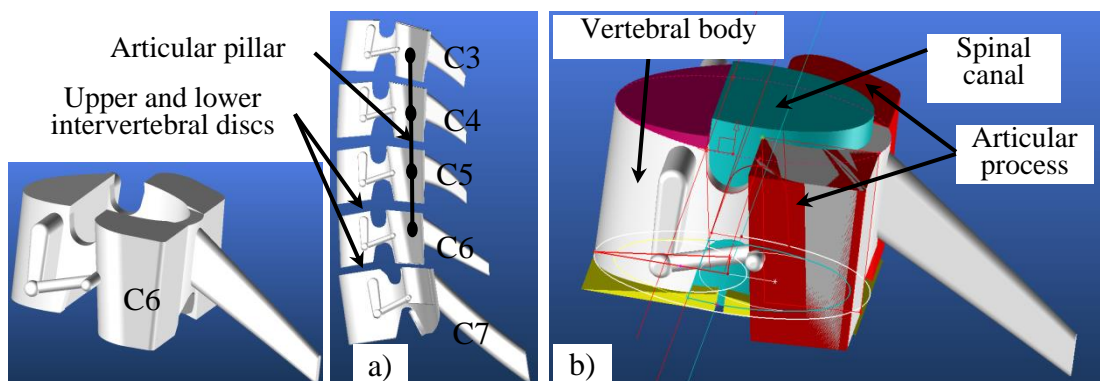 Articular pillar
Upper and lower
intervertebral discs
C6
C3
C4
C5
C6
C7
a)
Vertebral body
Spinal
canal
Articular
process
b)